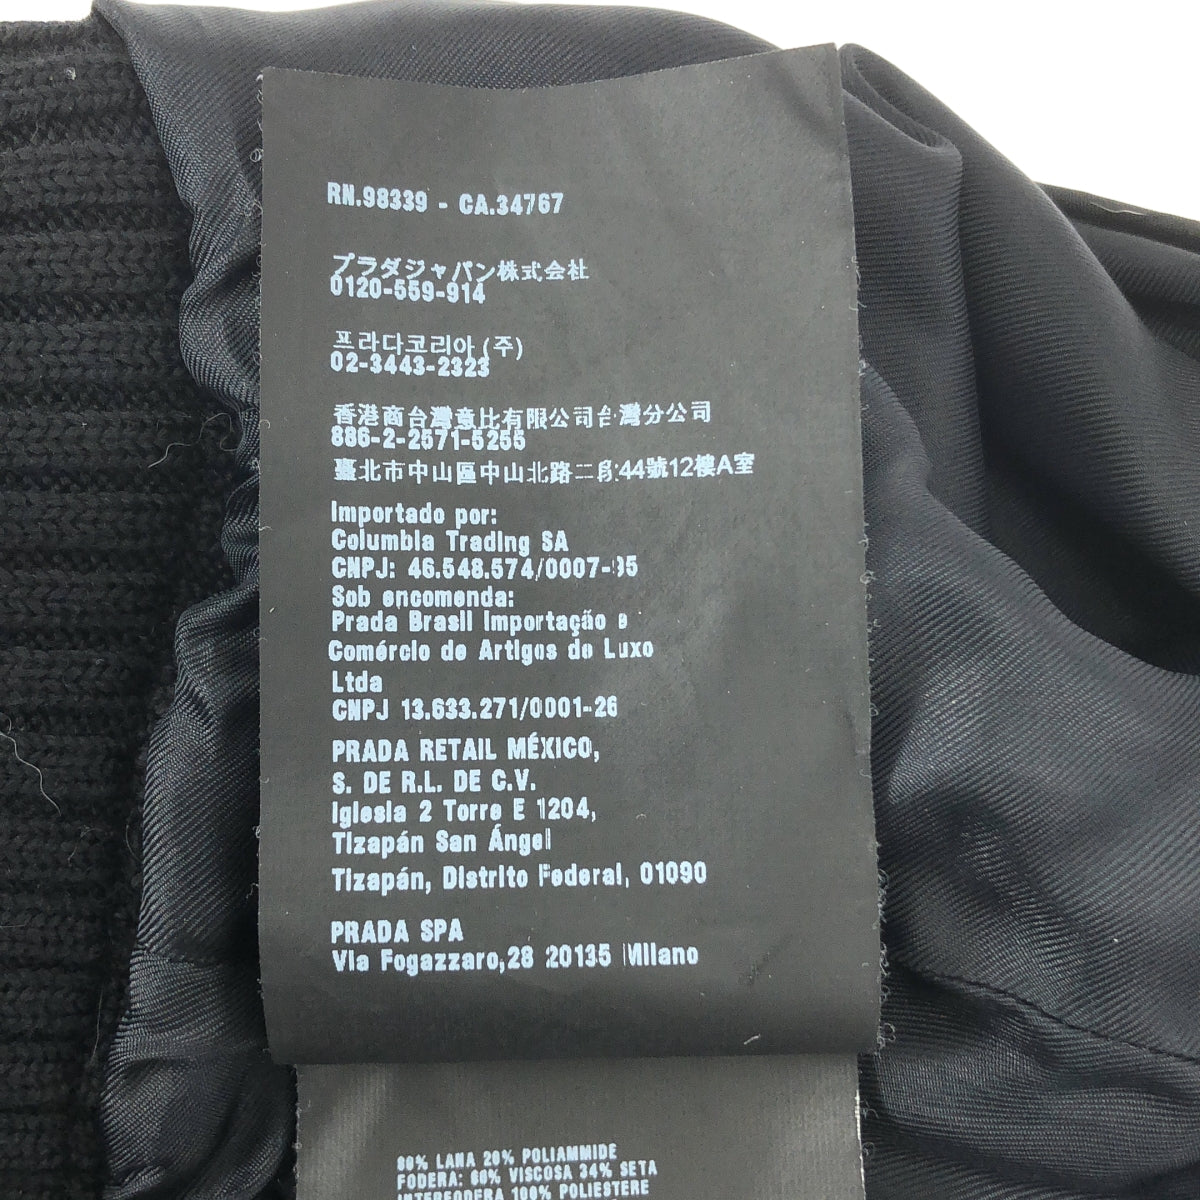 RN.98339 - CA.34767
プラダジャパン株式会社
0120-559-914
프라다코리아 (주)
02-3443-2323
香港商台灣意比有限公司台灣分公司
886-2-2571-5255
臺北市中山區中山北路二段44號12樓A室
Importado por:
Columbia Trading SA
CNPJ: 46.548.574/0007-95
Sob encomenda:
Prada Brasil Importação e
Comércio de Artigos de Luxo
Ltda
CNPJ 13.633.271/0001-26
PRADA RETAIL MÉXICO,
S. DE R.L. DE C.V.
Iglesia 2 Torre E 1204,
Tizapán San Ángel
Tizapán, Distrito Federal, 01090
PRADA SPA
Via Fogazzaro,28 20135 Milano
80% LANA 20% POLIAMMIDE
FODERA: 66% VISCOSA 34% SETA
INTERFODERA 100% POLIESTERE